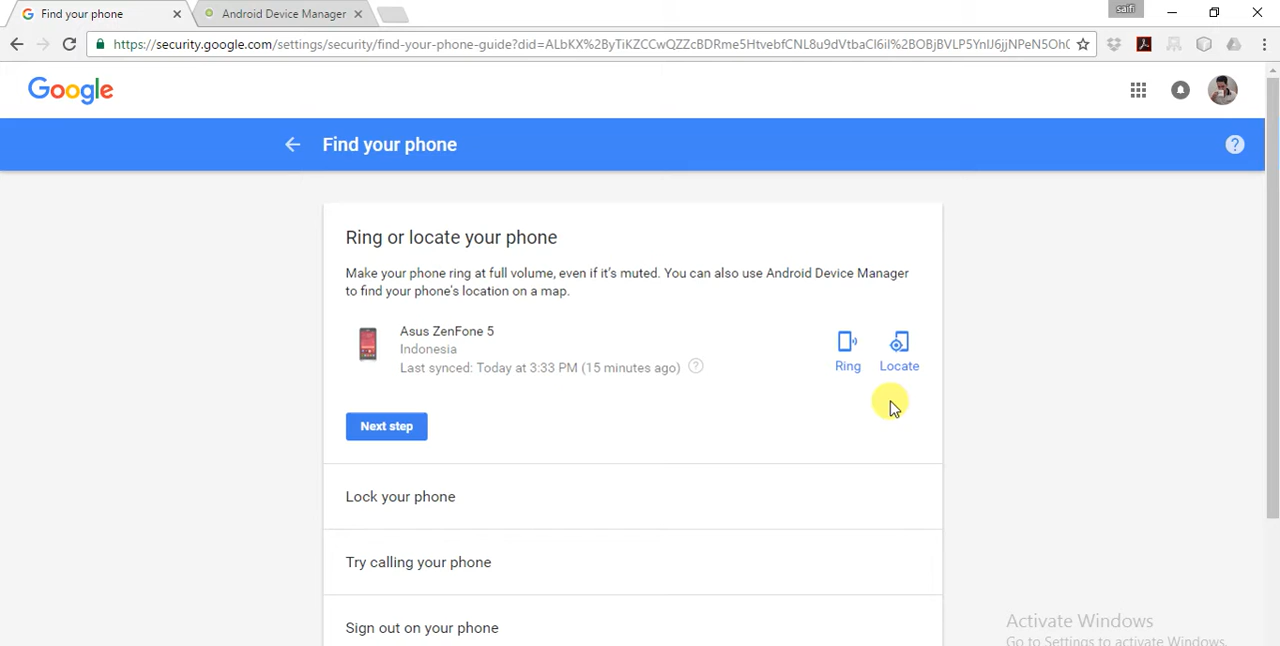 Find your phone
Android Device Manager
saifi
https://security.google.com/settings/security/find-your-phone-guide?did=ALbKX%2ByTiKZCCwQZZcBDRme5HtvebfCNL8u9dVtbaCI6iI%2BOBjBVLP5YnIJ6jjNPeN5Oh
Google
Find your phone
Ring or locate your phone
Make your phone ring at full volume, even if it's muted. You can also use Android Device Manager
to find your phone's location on a map.
Asus ZenFone 5
Indonesia
Last synced: Today at 3:33 PM (15 minutes ago) ?
Ring
Locate
Next step
Lock your phone
Try calling your phone
Sign out on your phone
Activate Windows
Go to Settings to activate Windows.